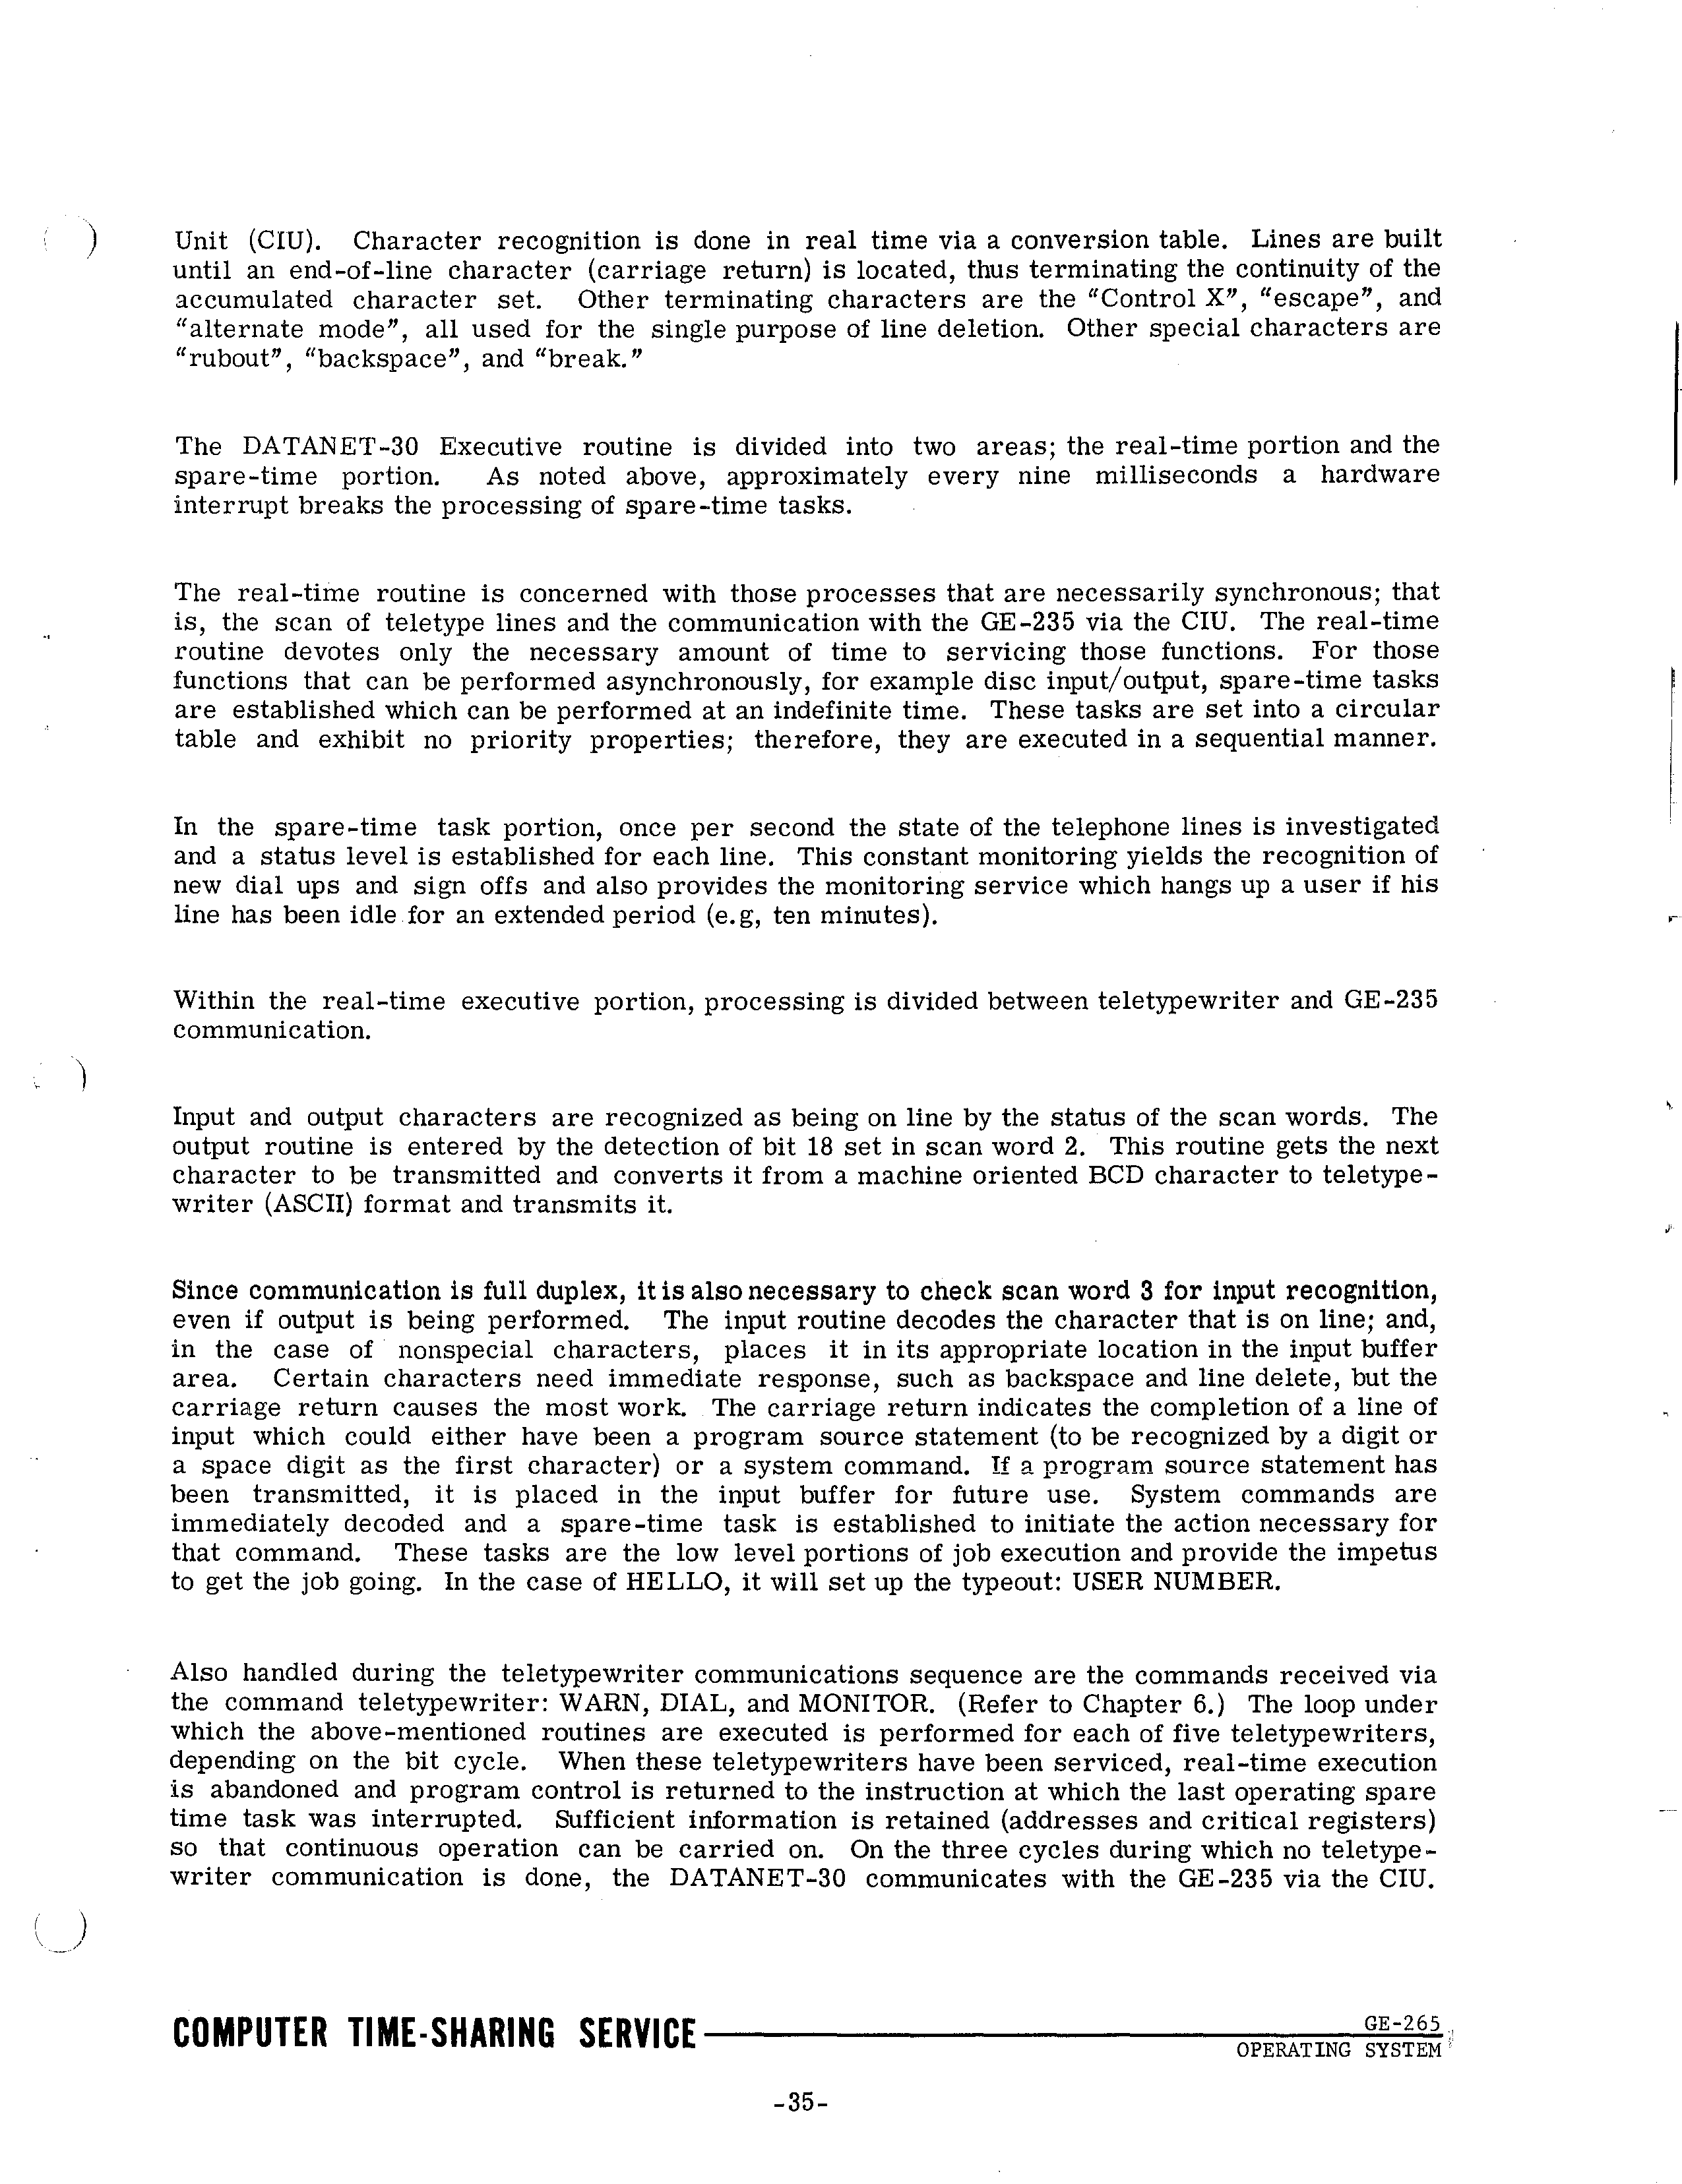 Unit (CIU). Character recognition is done in real time via a conversion table. Lines are built
until an end-of-line character (carriage return) is located, thus terminating the continuity of the
accumulated character set. Other terminating characters are the “Control X”, “escape”, and
“alternate mode”, all used for the single purpose of line deletion. Other special characters are
“rubout”, “backspace”, and “break.”
The DATANET-30 Executive routine is divided into two areas; the real-time portion and the
spare-time portion. As noted above, approximately every nine milliseconds a hardware
interrupt breaks the processing of spare-time tasks.
The real-time routine is concerned with those processes that are necessarily synchronous; that
is, the scan of teletype lines and the communication with the GE-235 via the CIU. The real-time
routine devotes only the necessary amount of time to servicing those functions. For those
functions that can be performed asynchronously, for example disc input/output, spare-time tasks
are established which can be performed at an indefinite time. These tasks are set into a circular
table and exhibit no priority properties; therefore, they are executed in a sequential manner.
In the spare-time task portion, once per second the state of the telephone lines is investigated
and a status level is established for each line. This constant monitoring yields the recognition of
new dial ups and sign offs and also provides the monitoring service which hangs up a user if his
line has been idle for an extended period (e.g, ten minutes).
Within the real-time executive portion, processing is divided between teletypewriter and GE-235
communication.
Input and output characters are recognized as being on line by the status of the scan words. The
output routine is entered by the detection of bit 18 set in scan word 2. This routine gets the next
character to be transmitted and converts it from a machine oriented BCD character to teletype-
writer (ASCII) format and transmits it.
Since communication is full duplex, it is also necessary to check scan word 3 for input recognition,
even if output is being performed. The input routine decodes the character that is on line; and,
in the case of nonspecial characters, places it in its appropriate location in the input buffer
area. Certain characters need immediate response, such as backspace and line delete, but the
carriage return causes the most work. The carriage return indicates the completion of a line of
input which could either have been a program source statement (to be recognized by a digit or
a space digit as the first character) or a system command. If a program source statement has
been transmitted, it is placed in the input buffer for future use. System commands are
immediately decoded and a spare-time task is established to initiate the action necessary for
that command. These tasks are the low level portions of job execution and provide the impetus
to get the job going. In the case of HELLO, it will set up the typeout: USER NUMBER.
Also handled during the teletypewriter communications sequence are the commands received via
the command teletypewriter: WARN, DIAL, and MONITOR. (Refer to Chapter 6.) The loop under
which the above-mentioned routines are executed is performed for each of five teletypewriters,
depending on the bit cycle. When these teletypewriters have been serviced, real-time execution
is abandoned and program control is returned to the instruction at which the last operating spare
time task was interrupted. Sufficient information is retained (addresses and critical registers)
so that continuous operation can be carried on. On the three cycles during which no teletype-
writer communication is done, the DATANET-30 communicates with the GE-235 via the CIU.
COMPUTER TIME-SHARING SERVICE
GE-265
OPERATING SYSTEM
-35-